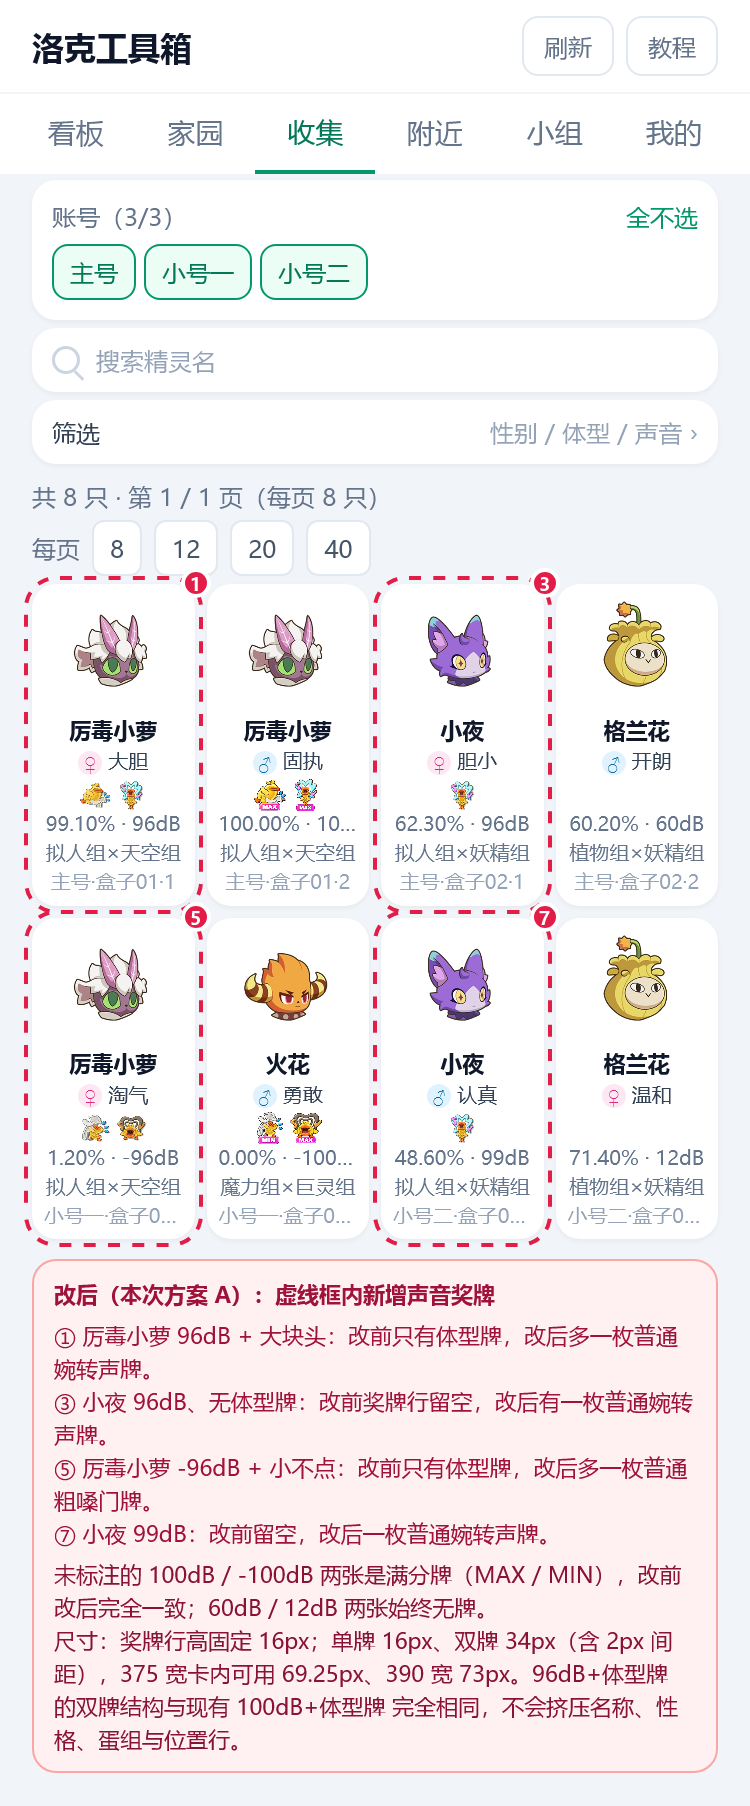 洛克工具箱
刷新
教程
看板
家园
收集
附近
小组
我的
账号（3/3）
全不选
主号
小号一
小号二
搜索精灵名
筛选
性别 / 体型 / 声音 ›
共 8 只 · 第 1 / 1 页（每页 8 只）
每页
8
12
20
40
1
厉毒小萝
♀ 大胆
99.10% · 96dB
拟人组×天空组
主号·盒子01·1
厉毒小萝
♂ 固执
MAX
MAX
100.00% · 10...
拟人组×天空组
主号·盒子01·2
3
小夜
♀ 胆小
62.30% · 96dB
拟人组×妖精组
主号·盒子02·1
格兰花
♂ 开朗
60.20% · 60dB
植物组×妖精组
主号·盒子02·2
5
厉毒小萝
♀ 淘气
1.20% · -96dB
拟人组×天空组
小号一·盒子0...
火花
♂ 勇敢
MIN
MAX
0.00% · -100...
魔力组×巨灵组
小号一·盒子0...
7
小夜
♂ 认真
48.60% · 99dB
拟人组×妖精组
小号二·盒子0...
格兰花
♀ 温和
71.40% · 12dB
植物组×妖精组
小号二·盒子0...
改后（本次方案 A）：虚线框内新增声音奖牌
① 厉毒小萝 96dB + 大块头：改前只有体型牌，改后多一枚普通
婉转声牌。
③ 小夜 96dB、无体型牌：改前奖牌行留空，改后有一枚普通婉转
声牌。
⑤ 厉毒小萝 -96dB + 小不点：改前只有体型牌，改后多一枚普通
粗嗓门牌。
⑦ 小夜 99dB：改前留空，改后一枚普通婉转声牌。
未标注的 100dB / -100dB 两张是满分牌（MAX / MIN），改前
改后完全一致；60dB / 12dB 两张始终无牌。
尺寸：奖牌行高固定 16px；单牌 16px、双牌 34px（含 2px 间
距），375 宽卡内可用 69.25px、390 宽 73px。96dB+体型牌
的双牌结构与现有 100dB+体型牌 完全相同，不会挤压名称、性
格、蛋组与位置行。